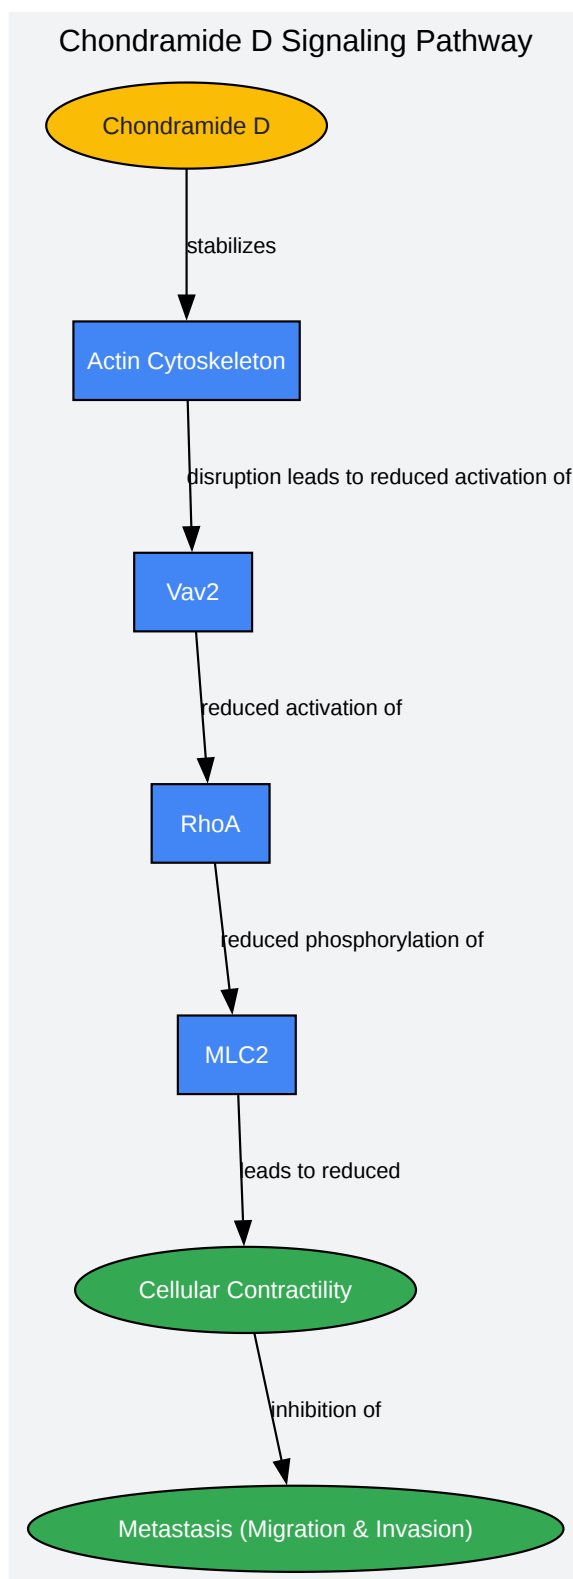 Chondramide D Signaling Pathway
Chondramide D
stabilizes
Actin Cytoskeleton
disruption leads to reduced activation of
Vav2
reduced activation of
RhoA
reduced phosphorylation of
MLC2
leads to reduced
Cellular Contractility
inhibition of
Metastasis (Migration & Invasion)